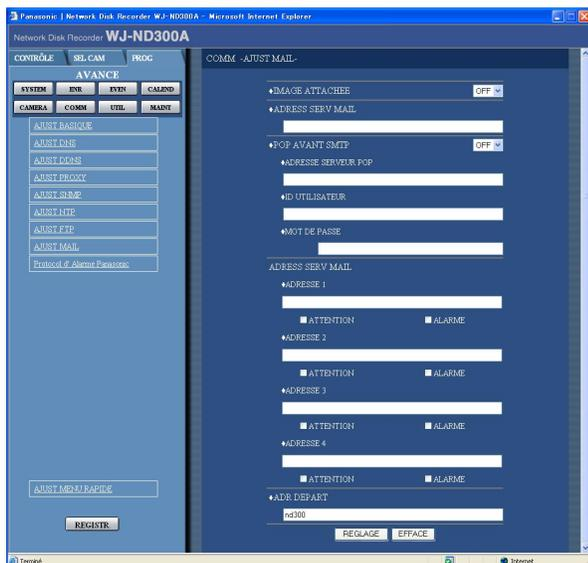 Panasonic | Network Disk Recorder WJ-ND300A - Microsoft Internet Explorer
Network Disk Recorder WJ-ND300A
CONTRÔLE SEL CAM PROG
AVANCE
SYSTEM ENR EVEN CALEND
CAMERA COMM UTIL MAINT
AJUST BASIQUE
AJUST DNS
AJUST DDNS
AJUST PROXY
AJUST SNMP
AJUST NTP
AJUST FTP
AJUST MAIL
Protocol d' Alarme Panasonic
AJUST MENU RAPIDE
REGISTR
COMM -AJUST MAIL-
♦IMAGE ATTACHEE OFF
♦ADRESS SERV MAIL
♦POP AVANT SMTP OFF
♦ADRESSE SERVEUR POP
♦ID UTILISATEUR
♦MOT DE PASSE
ADRESS SERV MAIL
♦ADRESSE 1
ATTENTION ALARME
♦ADRESSE 2
ATTENTION ALARME
♦ADRESSE 3
ATTENTION ALARME
♦ADRESSE 4
ATTENTION ALARME
♦ADR DEPART
nd300
REGLAGE EFFACE
Terminé Internet